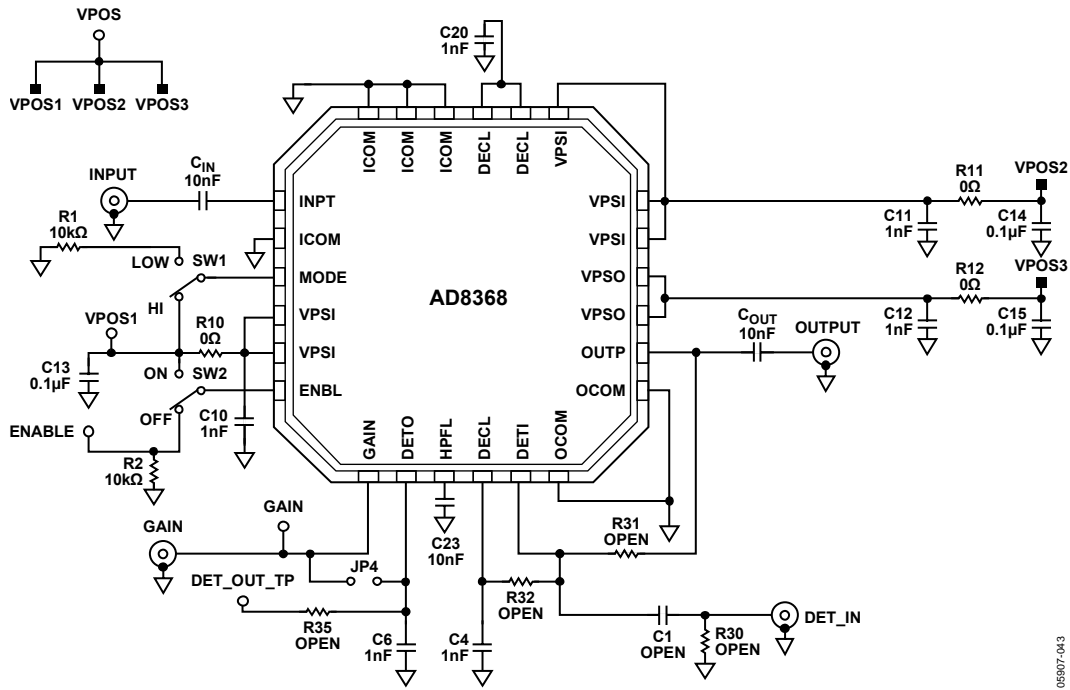 VPOS
VPOS1 VPOS2 VPOS3
C20
1nF
ICOM
ICOM
ICOM
DECL
DECL
VPSI
INPUT
CIN
10nF
R1
10kΩ
LOW
SW1
HI
VPOS1
R10
0Ω
C13
0.1µF
ON
SW2
OFF
C10
1nF
ENABLE
R2
10kΩ
INPT
ICOM
MODE
VPSI
VPSI
ENBL
AD8368
VPSI
VPSI
VPSO
VPSO
OUTP
OCOM
GAIN
DETO
HPFL
DECL
DETI
OCOM
R11
0Ω
VPOS2
C11
1nF
C14
0.1µF
R12
0Ω
VPOS3
C12
1nF
C15
0.1µF
COUT
10nF
OUTPUT
GAIN
GAIN
C23
10nF
R31
OPEN
JP4
DET_OUT_TP
R35
OPEN
C6
1nF
C4
1nF
R32
OPEN
C1
OPEN
R30
OPEN
DET_IN
05907-043